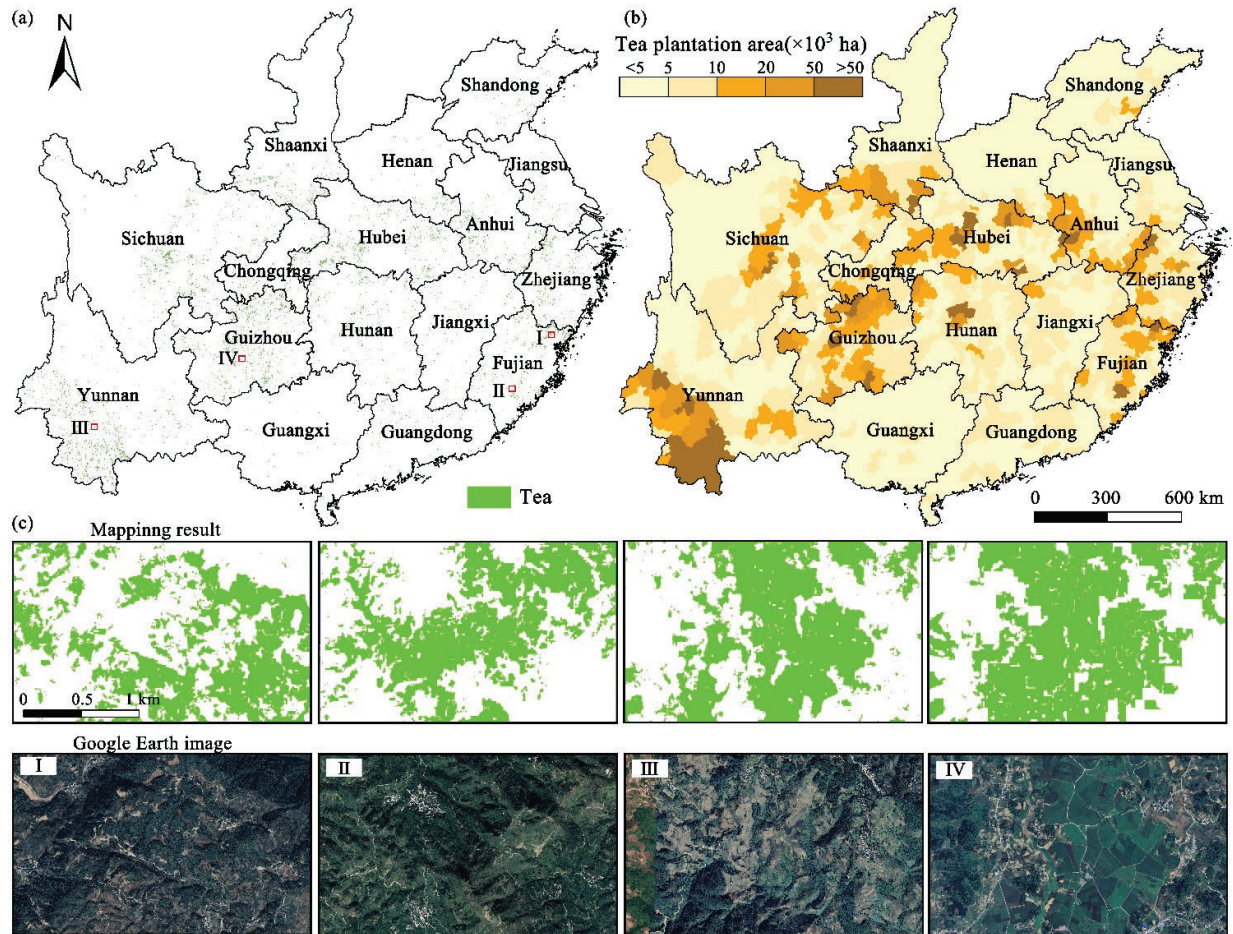 (a)
N
Shandong
Shaanxi
Henan
Jiangsu
Anhui
Sichuan
Hubei
Chongqing
Zhejiang
Guizhou
Hunan
Jiangxi
I
IV
Fujian
II
Yunnan
III
Guangxi
Guangdong
Tea
(b)
Tea plantation area(×10³ ha)
<5 5 10 20 50 >50
Shandong
Shaanxi
Henan
Jiangsu
Anhui
Sichuan
Hubei
Chongqing
Zhejiang
Guizhou
Hunan
Jiangxi
Fujian
Yunnan
Guangxi
Guangdong
0 300 600 km
(c)
Mappinng result
0 0.5 1 km
Google Earth image
I II III IV